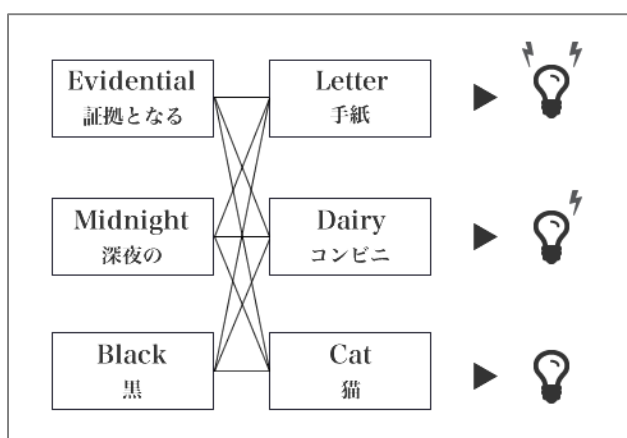 Evidential
証拠となる
Letter
手紙
Midnight
深夜の
Dairy
コンビニ
Black
黒
Cat
猫